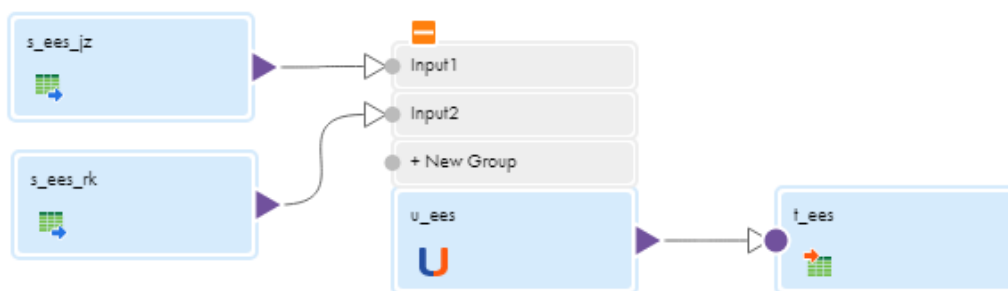 s_ees_jz
Input1
Input2
+ New Group
s_ees_rk
u_ees
t_ees